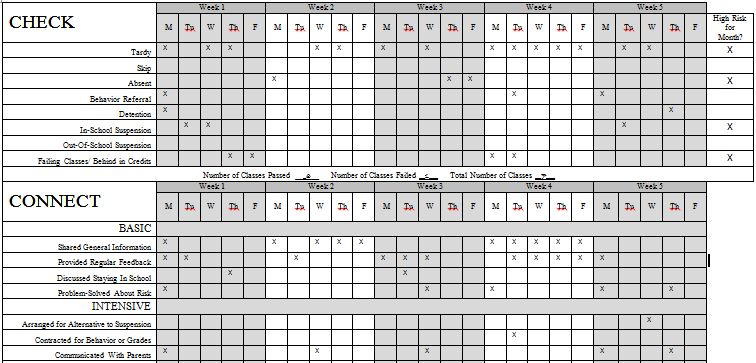 CHECK
Week 1 Week 2 Week 3 Week 4 Week 5 High Risk for Month?
M Tu W Th F M Tu W Th F M Tu W Th F M Tu W Th F M Tu W Th F
Tardy x x x x x x x x x x x x x x X
Skip
Absent x x x X
Behavior Referral x x x
Detention x x
In-School Suspension x x x X
Out-Of-School Suspension
Failing Classes/ Behind in Credits x x x x X
Number of Classes Passed Number of Classes Failed Total Number of Classes
CONNECT
Week 1 Week 2 Week 3 Week 4 Week 5
M Tu W Th F M Tu W Th F M Tu W Th F M Tu W Th F M Tu W Th F
BASIC
Shared General Information x x x x x x x x x x
Provided Regular Feedback x x x x x x x x x x x
Discussed Staying In School x x
Problem-Solved About Risk x x x x x
INTENSIVE
Arranged for Alternative to Suspension x
Contracted for Behavior or Grades x
Communicated With Parents x x x x x